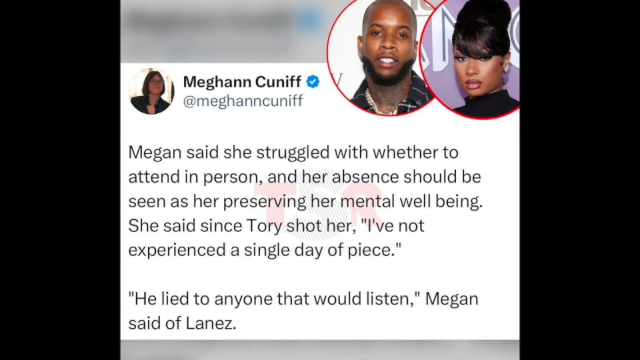 Meghann Cuniff
@meghanncuniff
Megan said she struggled with whether to
attend in person, and her absence should be
seen as her preserving her mental well being.
She said since Tory shot her, "I've not
experienced a single day of piece."
"He lied to anyone that would listen," Megan
said of Lanez.
TSR